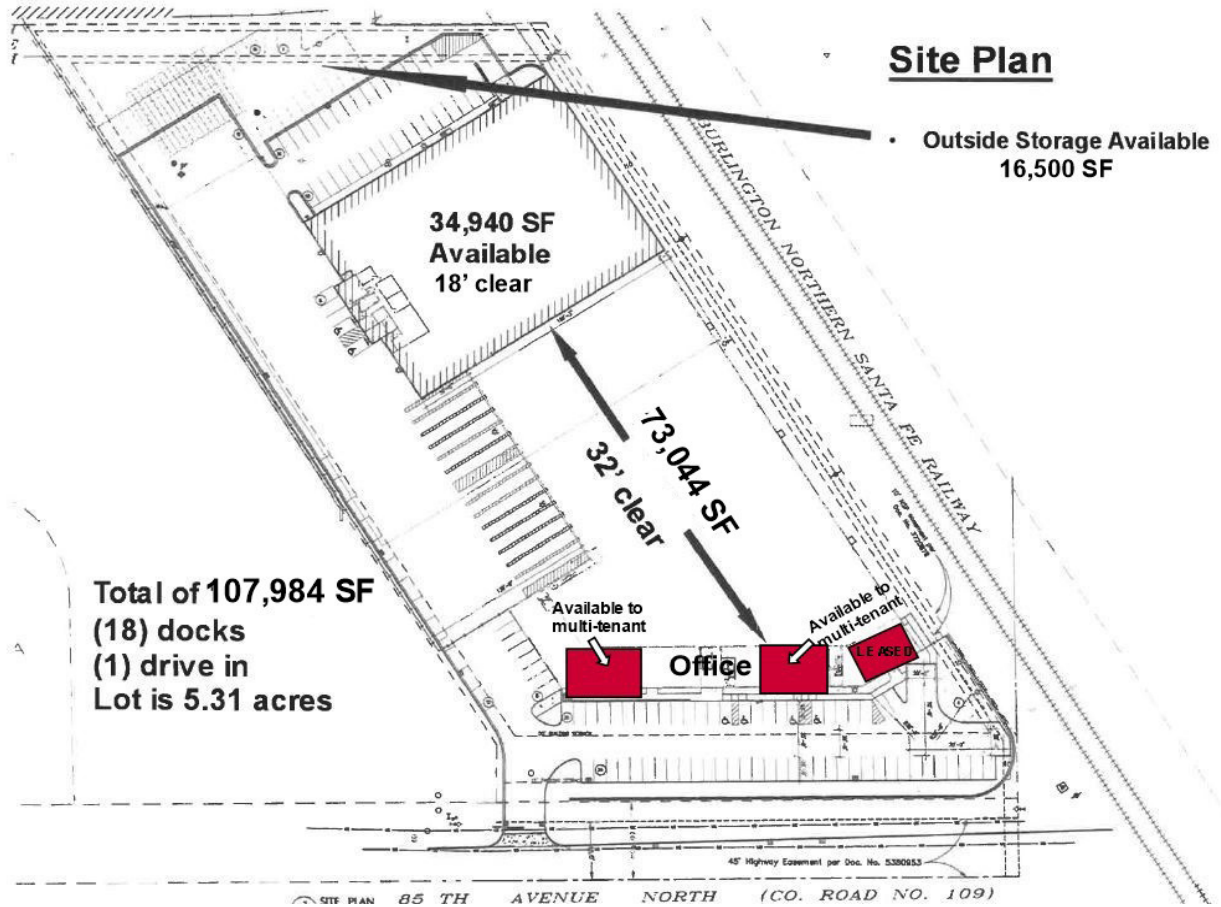 Site Plan
• Outside Storage Available
16,500 SF
BURLINGTON NORTHERN SANTA FE RAILWAY
34,940 SF
Available
18' clear
73,044 SF
32' clear
Total of 107,984 SF
(18) docks
(1) drive in
Lot is 5.31 acres
Available to
multi-tenant
Office
Available to
multi-tenant
LEASED
45' Highway Easement per Doc. No. 5380953
SITE PLAN
85 TH AVENUE NORTH (CO. ROAD NO. 109)